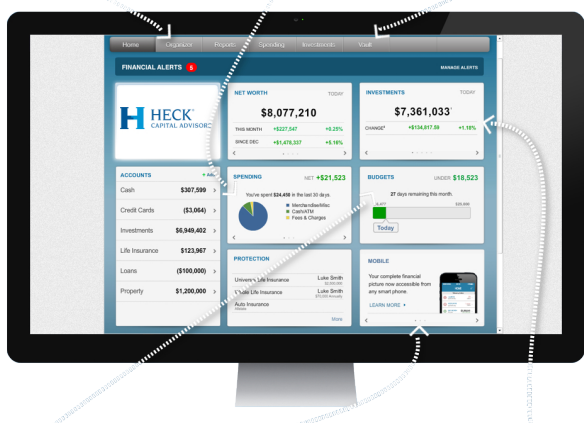 Home Organizer Reports Spending Investments Vault
FINANCIAL ALERTS 5 MANAGE ALERTS
HECK
CAPITAL ADVISORS
NET WORTH TODAY
$8,077,210
THIS MONTH +$227,547 +0.25%
SINCE DEC +$1,478,337 +5.16%
INVESTMENTS TODAY
$7,361,033
CHANGE* +$134,817.59 +1.18%
ACCOUNTS + Add
Cash $307,599
Credit Cards ($3,064)
Investments $6,949,402
Life Insurance $123,967
Loans ($100,000)
Property $1,200,000
SPENDING NET +$21,523
You've spent $24,450 in the last 30 days.
Merchandise/Misc
Cash/ATM
Fees & Charges
BUDGETS UNDER $18,523
27 days remaining this month.
$25,000
Today
PROTECTION
Universal Life Insurance Luke Smith
Whole Life Insurance Luke Smith
Auto Insurance
More
MOBILE
Your complete financial
picture now accessible from
any smart phone.
LEARN MORE